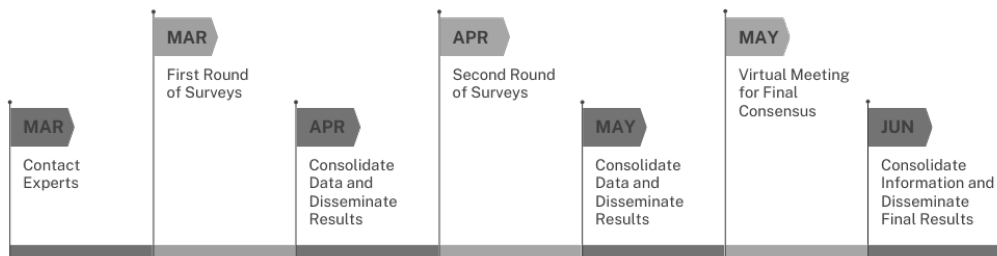 MAR
Contact
Experts
MAR
First Round
of Surveys
APR
Consolidate
Data and
Disseminate
Results
APR
Second Round
of Surveys
MAY
Consolidate
Data and
Disseminate
Results
MAY
Virtual Meeting
for Final
Consensus
JUN
Consolidate
Information and
Disseminate
Final Results